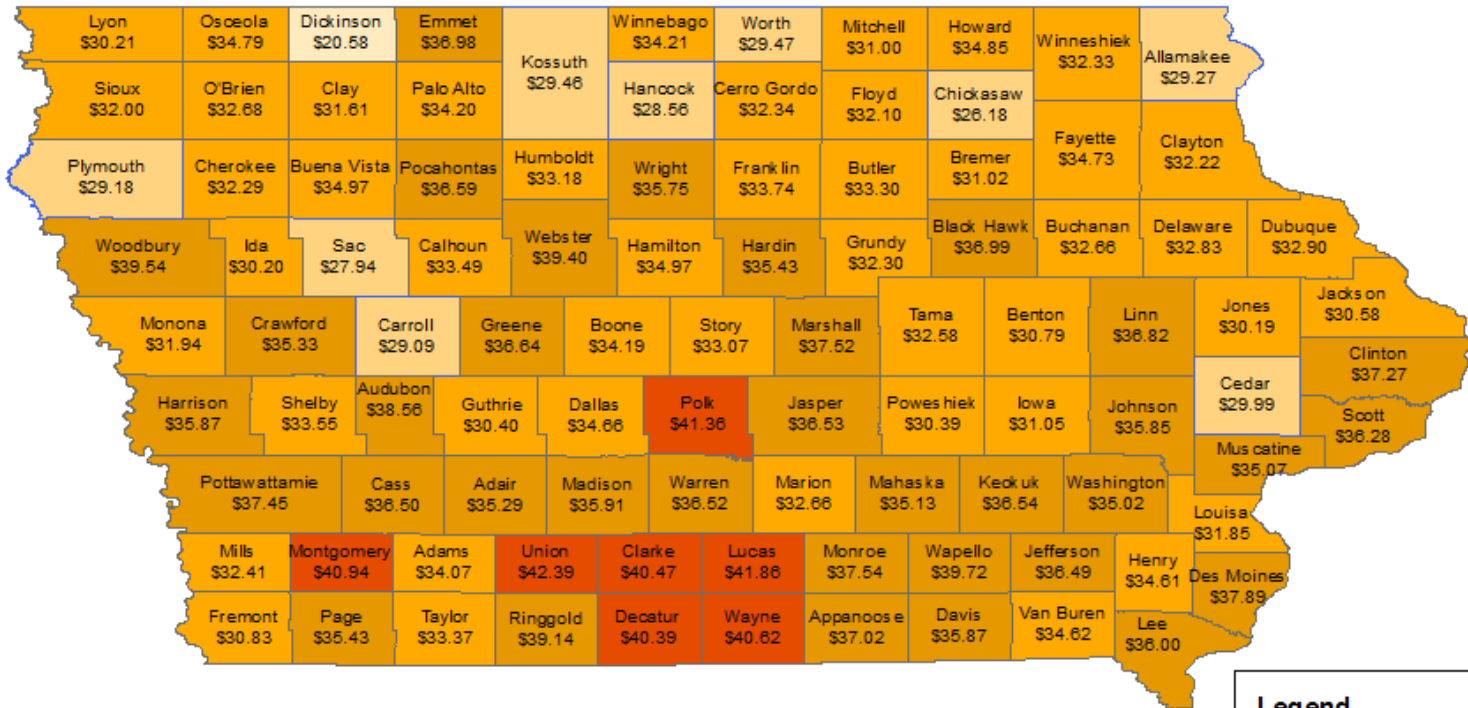 Lyon
$30.21
Osceola
$34.79
Dickinson
$20.58
Emmet
$36.98
Kossuth
$29.46
Winnebago
$34.21
Worth
$29.47
Mitchell
$31.00
Howard
$34.85
Winneshiek
$32.33
Allamakee
$29.27
Sioux
$32.00
O'Brien
$32.68
Clay
$31.61
Palo Alto
$34.20
Hancock
$28.56
Cerro Gordo
$32.34
Floyd
$32.10
Chickasaw
$26.18
Fayette
$34.73
Clayton
$32.22
Plymouth
$29.18
Cherokee
$32.29
Buena Vista
$34.97
Pocahontas
$36.59
Humboldt
$33.18
Wright
$35.75
Franklin
$33.74
Butler
$33.30
Bremer
$31.02
Woodbury
$39.54
Ida
$30.20
Sac
$27.94
Calhoun
$33.49
Webster
$39.40
Hamilton
$34.97
Hardin
$35.43
Grundy
$32.30
Black Hawk
$36.99
Buchanan
$32.66
Delaware
$32.83
Dubuque
$32.90
Monona
$31.94
Crawford
$35.33
Carroll
$29.09
Greene
$36.64
Boone
$34.19
Story
$33.07
Marshall
$37.52
Tama
$32.58
Benton
$30.79
Linn
$36.82
Jones
$30.19
Jackson
$30.58
Clinton
$37.27
Harrison
$35.87
Shelby
$33.55
Audubon
$38.56
Guthrie
$30.40
Dallas
$34.66
Polk
$41.36
Jasper
$36.53
Poweshiek
$30.39
Iowa
$31.05
Johnson
$35.85
Cedar
$29.99
Scott
$36.28
Muscatine
$35.07
Pottawattamie
$37.45
Cass
$36.50
Adair
$35.29
Madison
$35.91
Warren
$36.52
Marion
$32.66
Mahaska
$35.13
Keokuk
$36.54
Washington
$35.02
Louisa
$31.85
Mills
$32.41
Montgomery
$40.94
Adams
$34.07
Union
$42.39
Clarke
$40.47
Lucas
$41.86
Monroe
$37.54
Wapello
$39.72
Jefferson
$36.49
Henry
$34.61
Des Moines
$37.89
Fremont
$30.83
Page
$35.43
Taylor
$33.37
Ringgold
$39.14
Decatur
$40.39
Wayne
$40.62
Appanoose
$37.02
Davis
$35.87
Van Buren
$34.62
Lee
$36.00
Legend